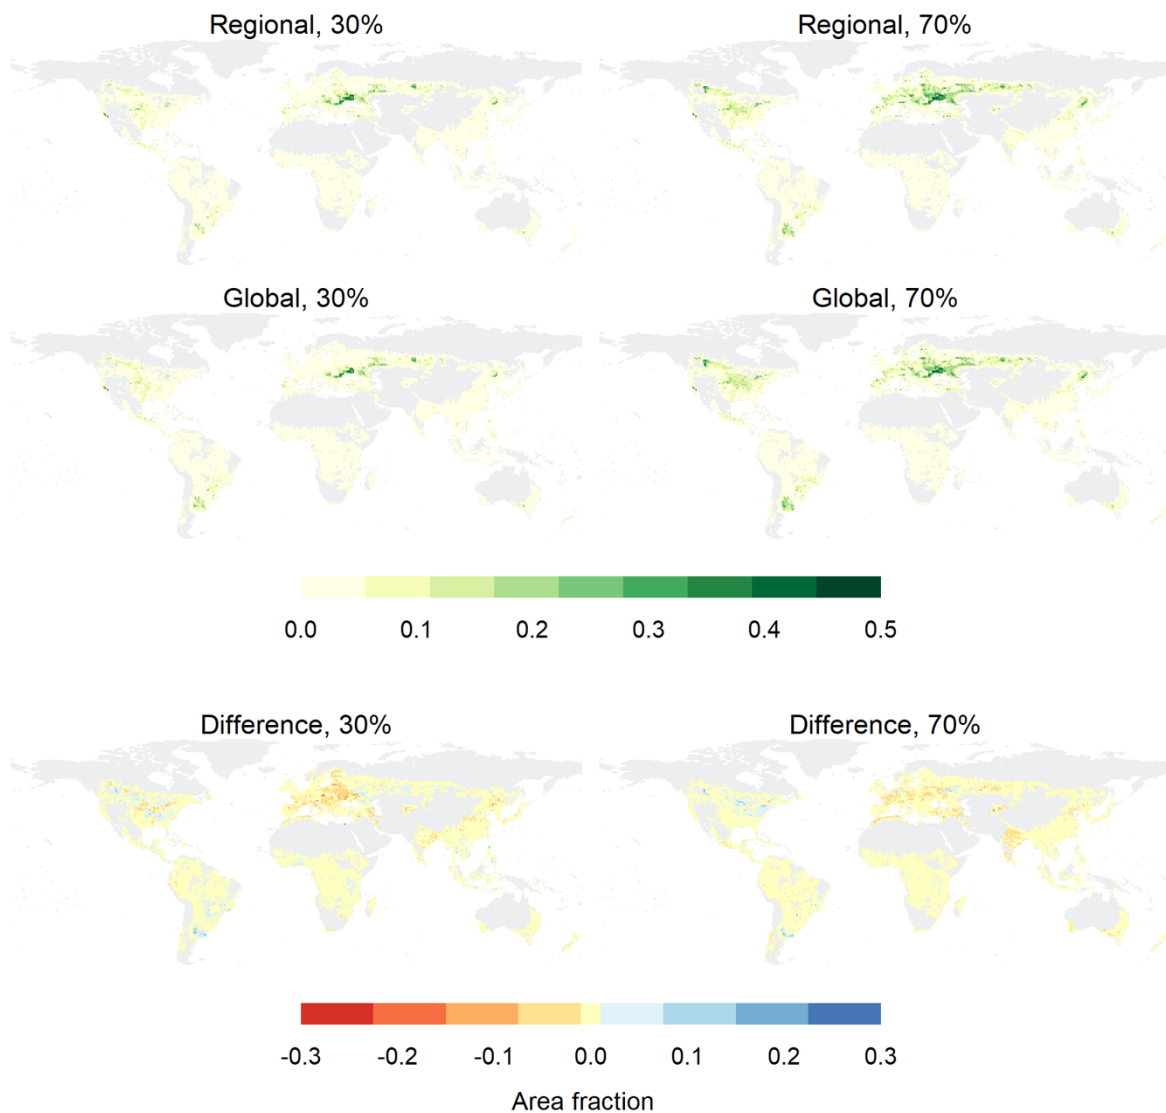 Regional, 30%
Regional, 70%
Global, 30%
Global, 70%
0.0 0.1 0.2 0.3 0.4 0.5
Difference, 30%
Difference, 70%
-0.3 -0.2 -0.1 0.0 0.1 0.2 0.3
Area fraction